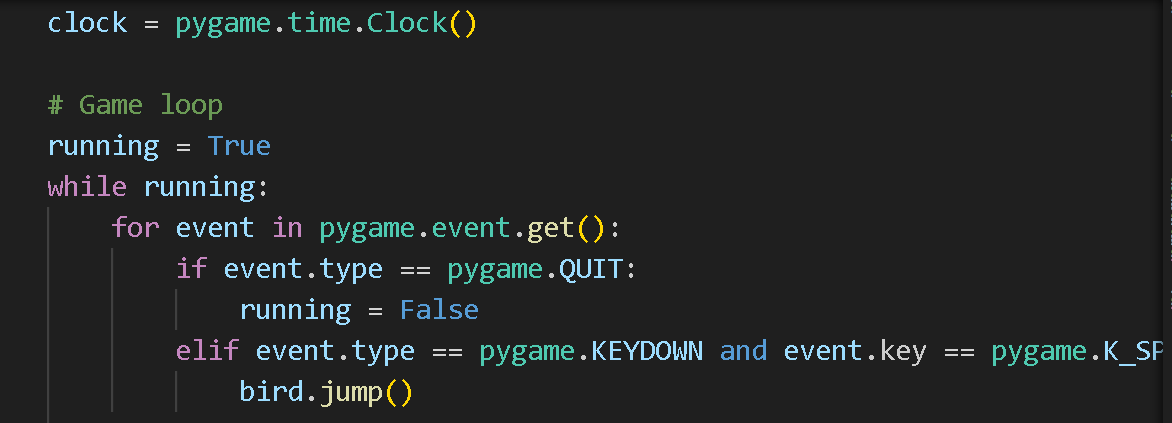 clock = pygame.time.Clock()
# Game loop
running = True
while running:
for event in pygame.event.get():
if event.type == pygame.QUIT:
running = False
elif event.type == pygame.KEYDOWN and event.key == pygame.K_SP
bird.jump()